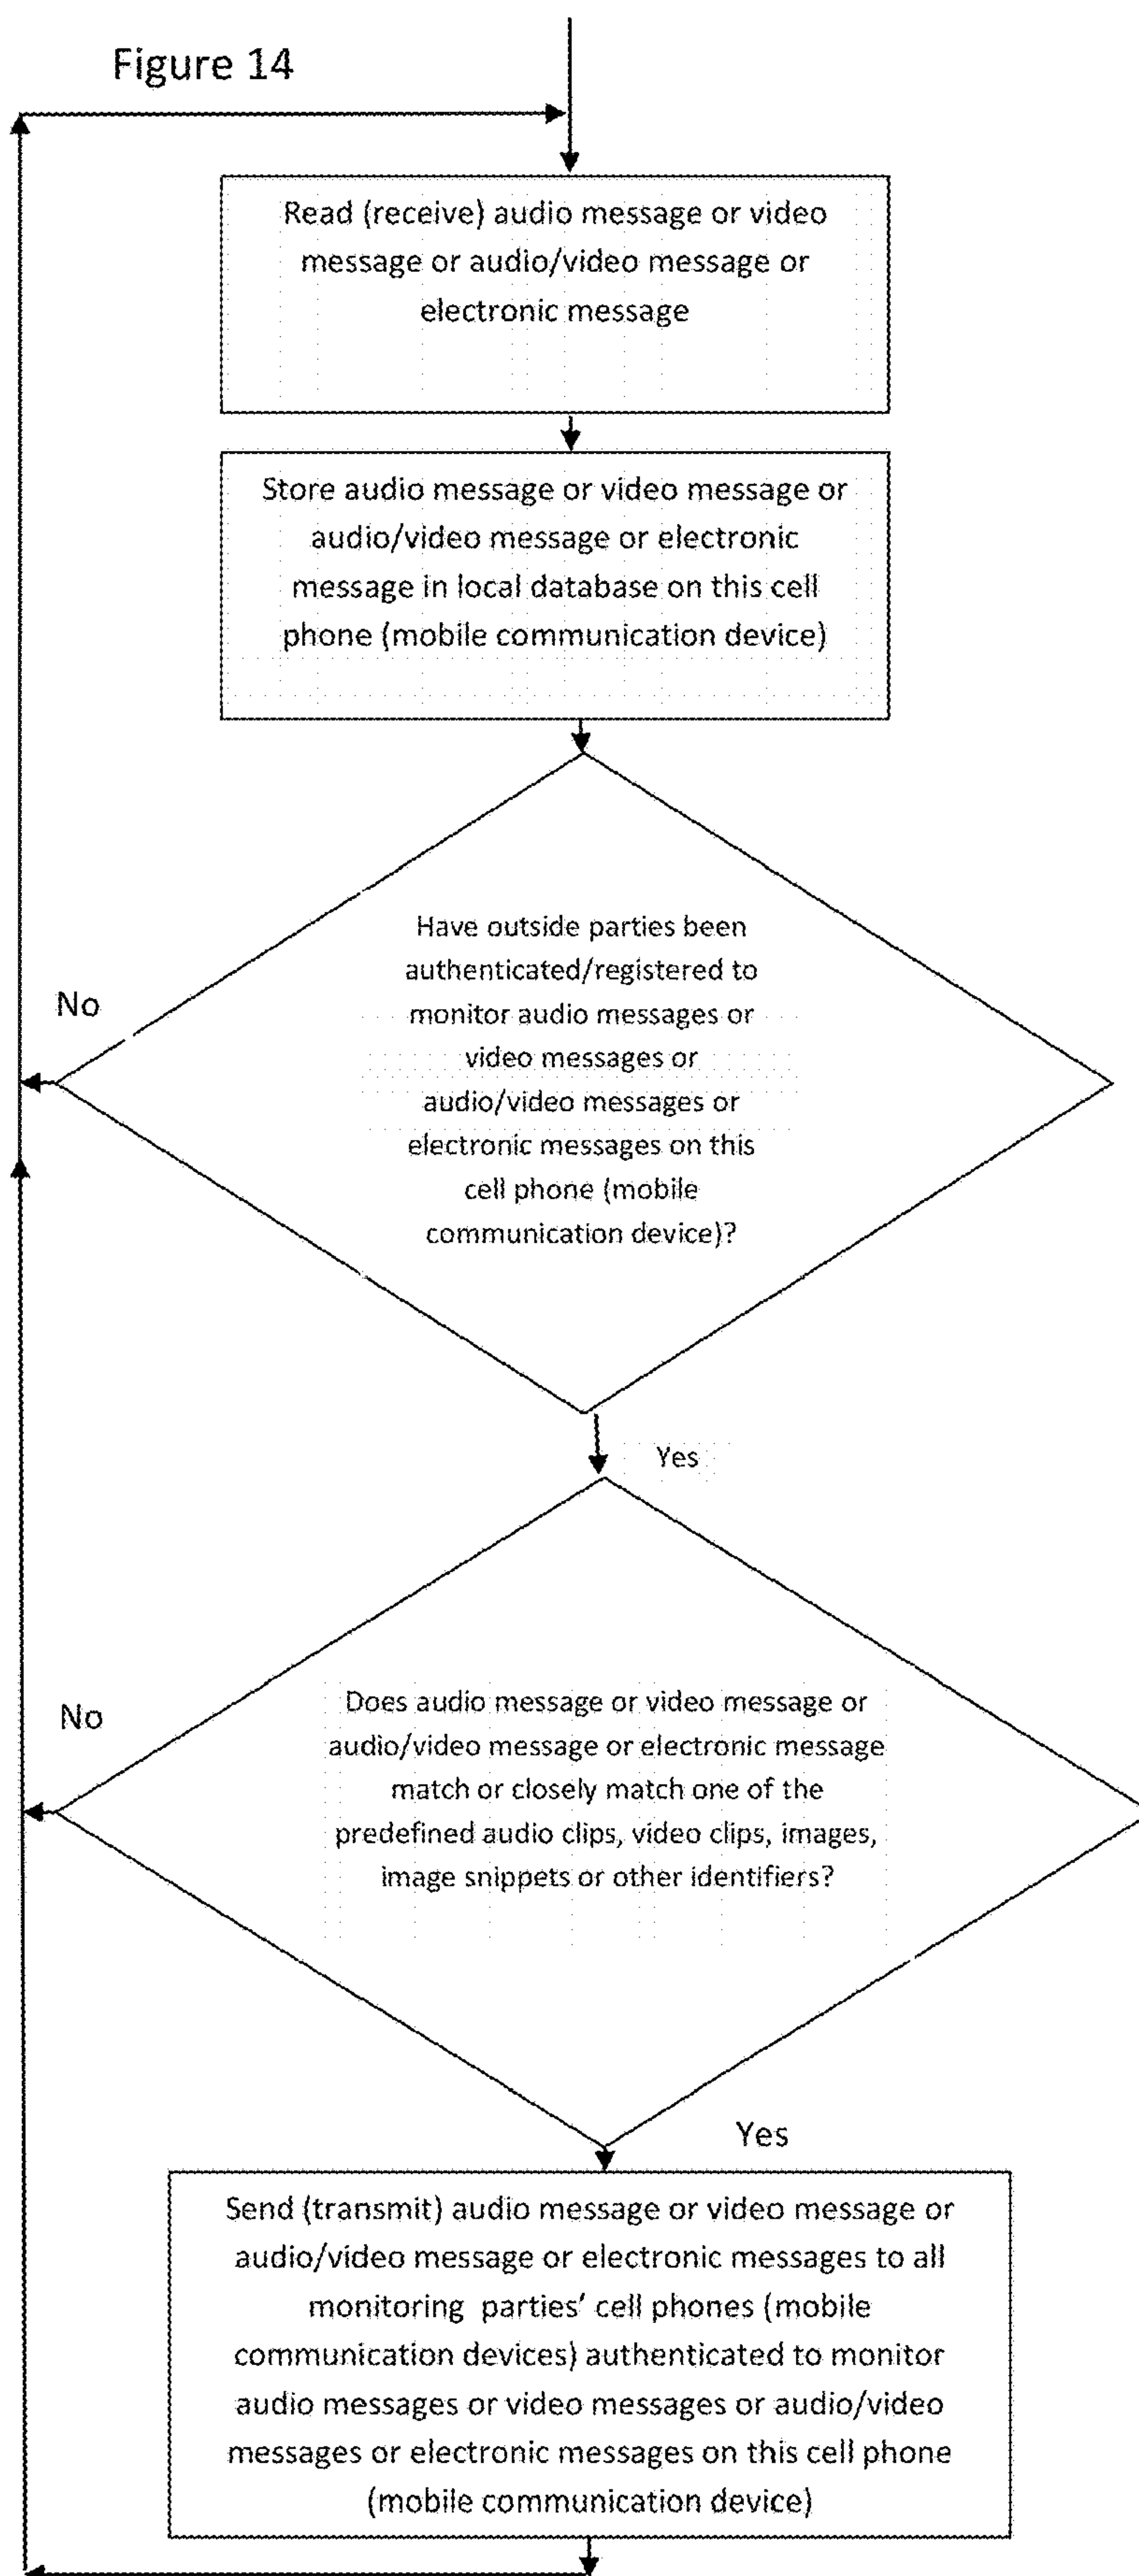 Figure 14
Read (receive) audio message or video
message or audio/video message or
electronic message
Store audio message or video message or
audio/video message or electronic
message in local database on this cell
phone (mobile communication device)
Have outside parties been
authenticated/registered to
monitor audio messages or
video messages or
audio/video messages or
electronic messages on this
cell phone (mobile
communication device)?
No
Yes
Does audio message or video message or
audio/video message or electronic message
match or closely match one of the
predefined audio clips, video clips, images,
image snippets or other identifiers?
No
Yes
Send (transmit) audio message or video message or
audio/video message or electronic messages to all
monitoring parties' cell phones (mobile
communication devices) authenticated to monitor
audio messages or video messages or audio/video
messages or electronic messages on this cell phone
(mobile communication device)